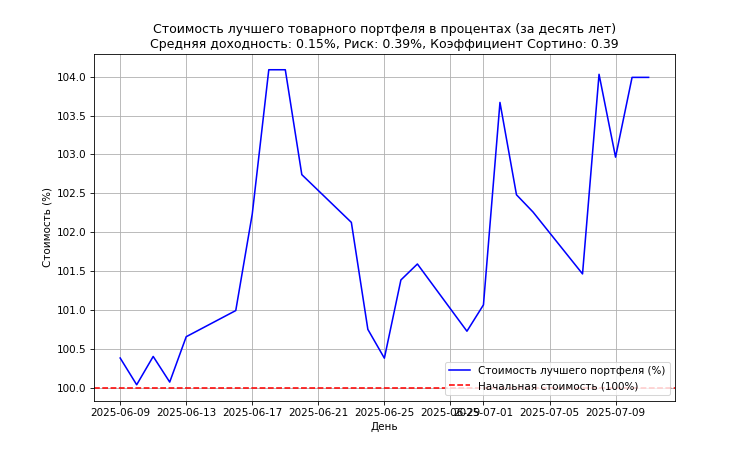 Стоимость лучшего товарного портфеля в процентах (за десять лет)
Средняя доходность: 0.15%, Риск: 0.39%, Коэффициент Сортино: 0.39
Стоимость (%)
104.0
103.5
103.0
102.5
102.0
101.5
101.0
100.5
100.0
Стоимость лучшего портфеля (%)
Начальная стоимость (100%)
2025-06-09 2025-06-13 2025-06-17 2025-06-21 2025-06-25 2025-06-29 2025-07-01 2025-07-05 2025-07-09
День